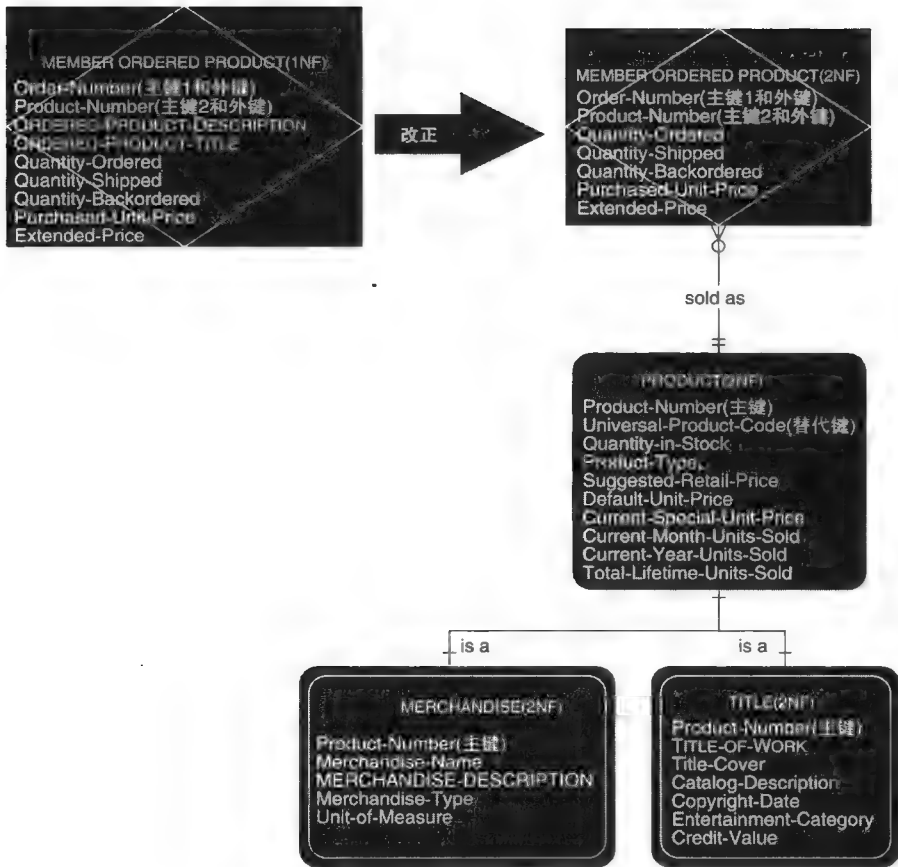 MEMBER ORDERED PRODUCT(1NF)
Order-Number(主键1和外键)
Product-Number(主键2和外键)
ORDERED-PRODUCT-DESCRIPTION
ORDERED-PRODUCT-TITLE
Quantity-Ordered
Quantity-Shipped
Quantity-Backordered
Purchased-Unit-Price
Extended-Price
改正
MEMBER ORDERED PRODUCT(2NF)
Order-Number(主键1和外键)
Product-Number(主键2和外键)
Quantity-Ordered
Quantity-Shipped
Quantity-Backordered
Purchased-Unit-Price
Extended-Price
sold as
PRODUCT(2NF)
Product-Number(主键)
Universal-Product-Code(替代键)
Quantity-in-Stock
Product-Type
Suggested-Retail-Price
Default-Unit-Price
Current-Special-Unit-Price
Current-Month-Units-Sold
Current-Year-Units-Sold
Total-Lifetime-Units-Sold
is a
is a
MERCHANDISE(2NF)
Product-Number(主键)
Merchandise-Name
MERCHANDISE-DESCRIPTION
Merchandise-Type
Unit-of-Measure
TITLE(2NF)
Product-Number(主键)
TITLE-OF-WORK
Title-Cover
Catalog-Description
Copyright-Date
Entertainment-Category
Credit-Value